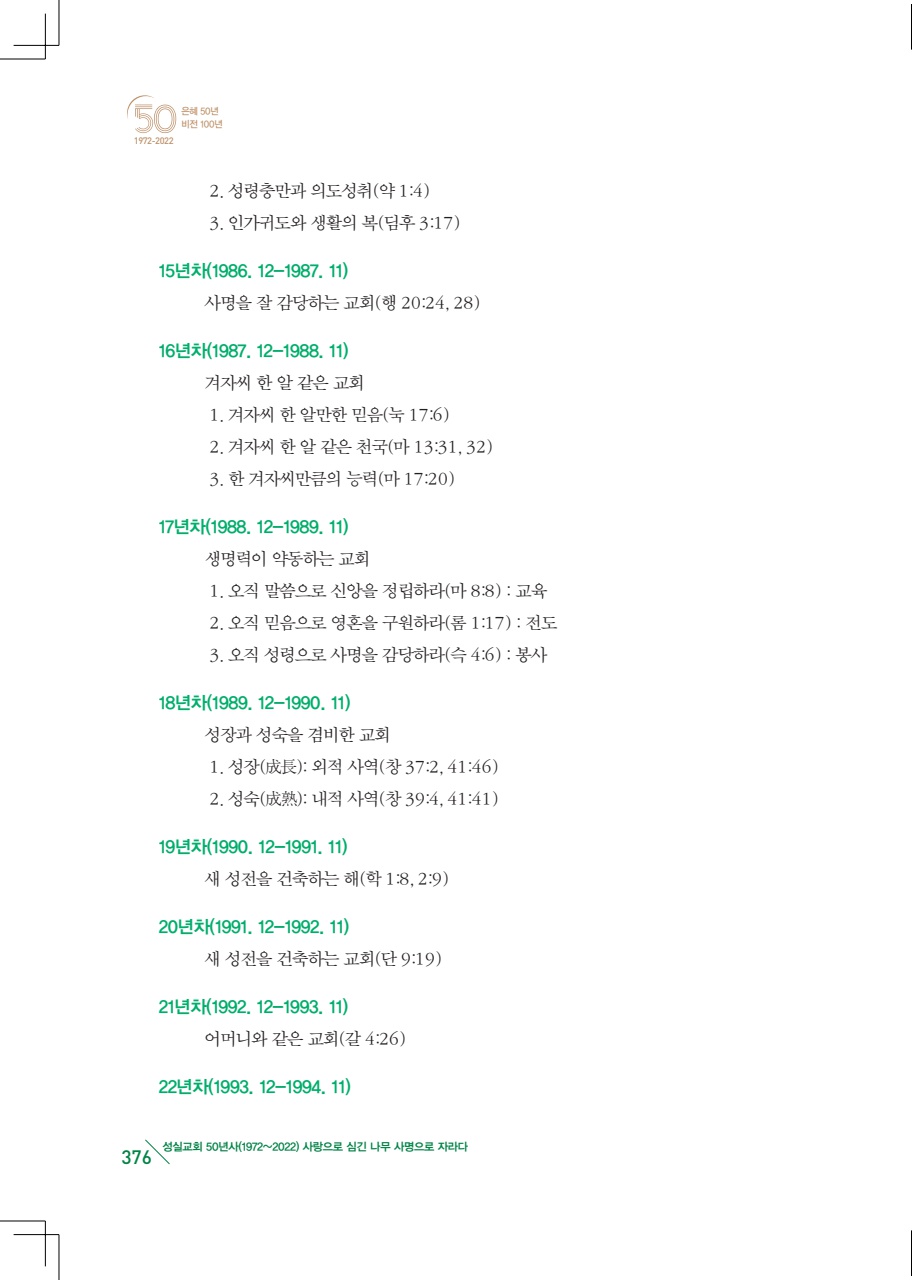 50 은혜 50년
비전 100년
1972-2022
2. 성령충만과 의도성취(약 1:4)
3. 인가귀도와 생활의 복(딤후 3:17)
15년차(1986. 12-1987. 11)
사명을 잘 감당하는 교회(행 20:24, 28)
16년차(1987. 12-1988. 11)
겨자씨 한 알 같은 교회
1. 겨자씨 한 알만한 믿음(눅 17:6)
2. 겨자씨 한 알 같은 천국(마 13:31, 32)
3. 한 겨자씨만큼의 능력(마 17:20)
17년차(1988. 12-1989. 11)
생명력이 약동하는 교회
1. 오직 말씀으로 신앙을 정립하라(마 8:8) : 교육
2. 오직 믿음으로 영혼을 구원하라(롬 1:17) : 전도
3. 오직 성령으로 사명을 감당하라(슥 4:6) : 봉사
18년차(1989. 12-1990. 11)
성장과 성숙을 겸비한 교회
1. 성장(成長): 외적 사역(창 37:2, 41:46)
2. 성숙(成熟): 내적 사역(창 39:4, 41:41)
19년차(1990. 12-1991. 11)
새 성전을 건축하는 해(학 1:8, 2:9)
20년차(1991. 12-1992. 11)
새 성전을 건축하는 교회(단 9:19)
21년차(1992. 12-1993. 11)
어머니와 같은 교회(갈 4:26)
22년차(1993. 12-1994. 11)
376 성실교회 50년사(1972~2022) 사랑으로 심긴 나무 사명으로 자라다